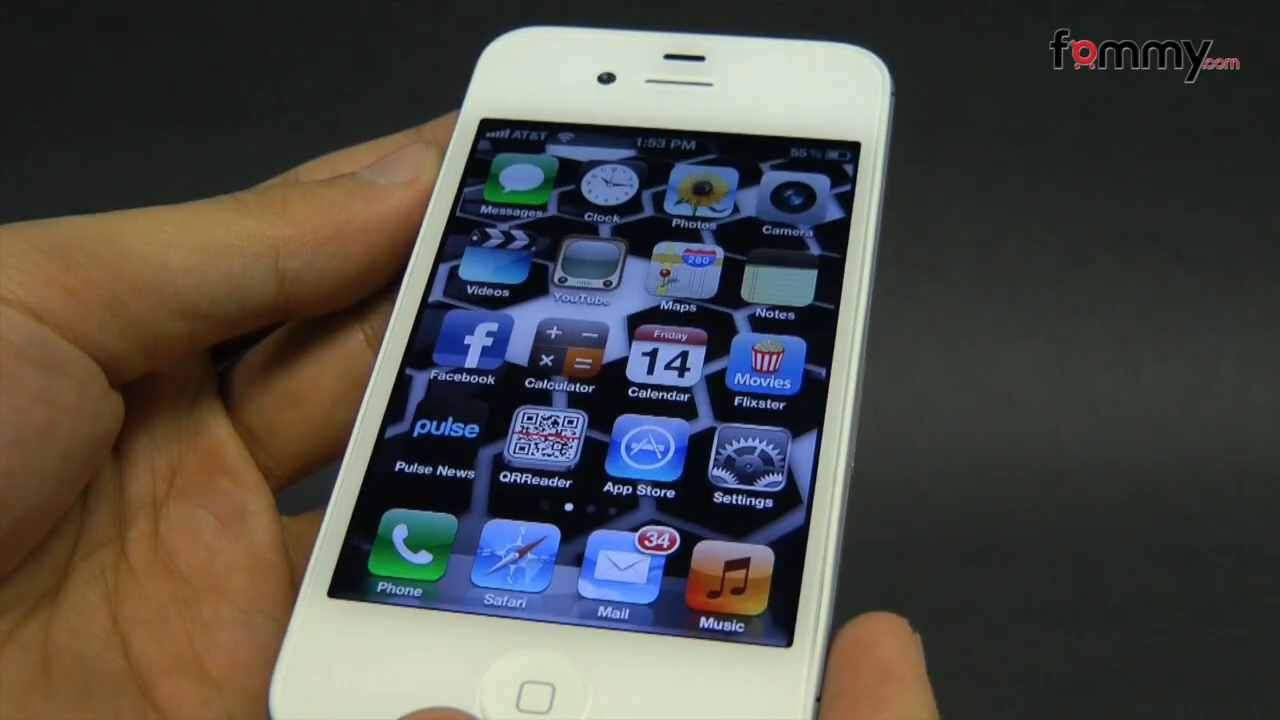 fommy.com
AT&T 1:53 PM 55 %
Messages Clock Photos Camera
280
Videos YouTube Maps Notes
f
+ − × =
Friday
14
Movies
Facebook Calculator Calendar Flixster
pulse
Pulse News QRReader App Store Settings
34
Phone Safari Mail Music